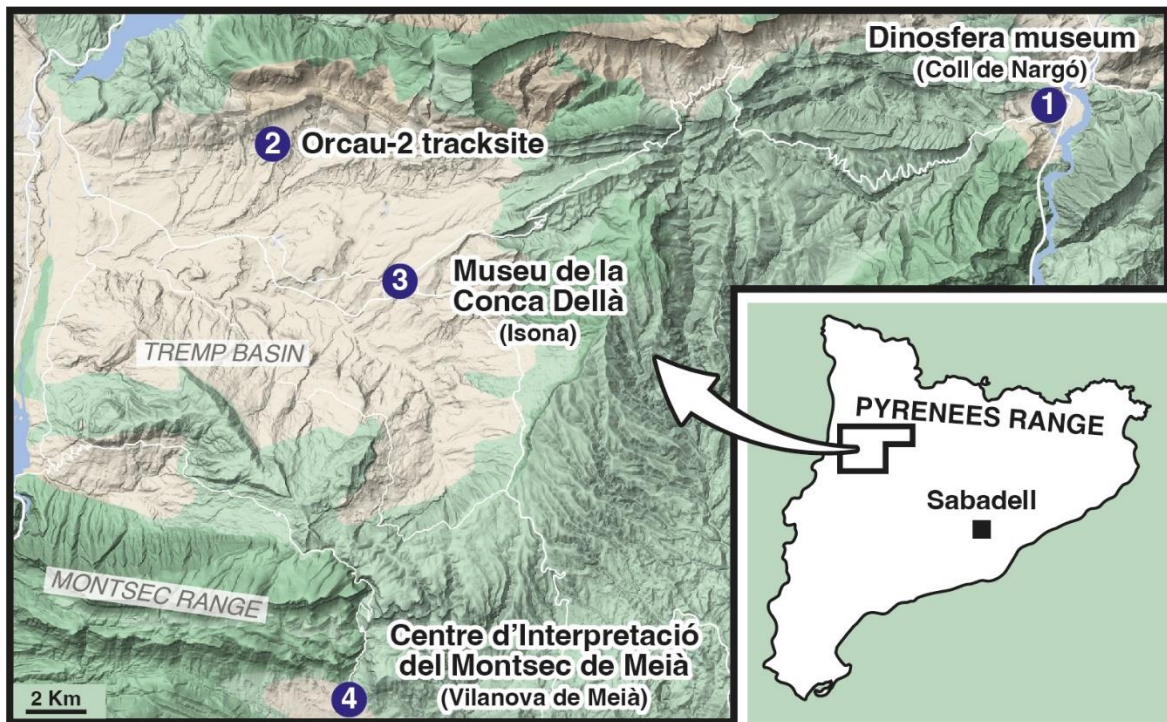 Dinosfera museum
(Coll de Nargó)
1
2 Orcau-2 tracksite
3 Museu de la
Conca Dellà
(Isona)
TREMP BASIN
PYRENEES RANGE
Sabadell
MONTSEC RANGE
Centre d'Interpretació
del Montsec de Meià
(Vilanova de Meià)
4
2 Km